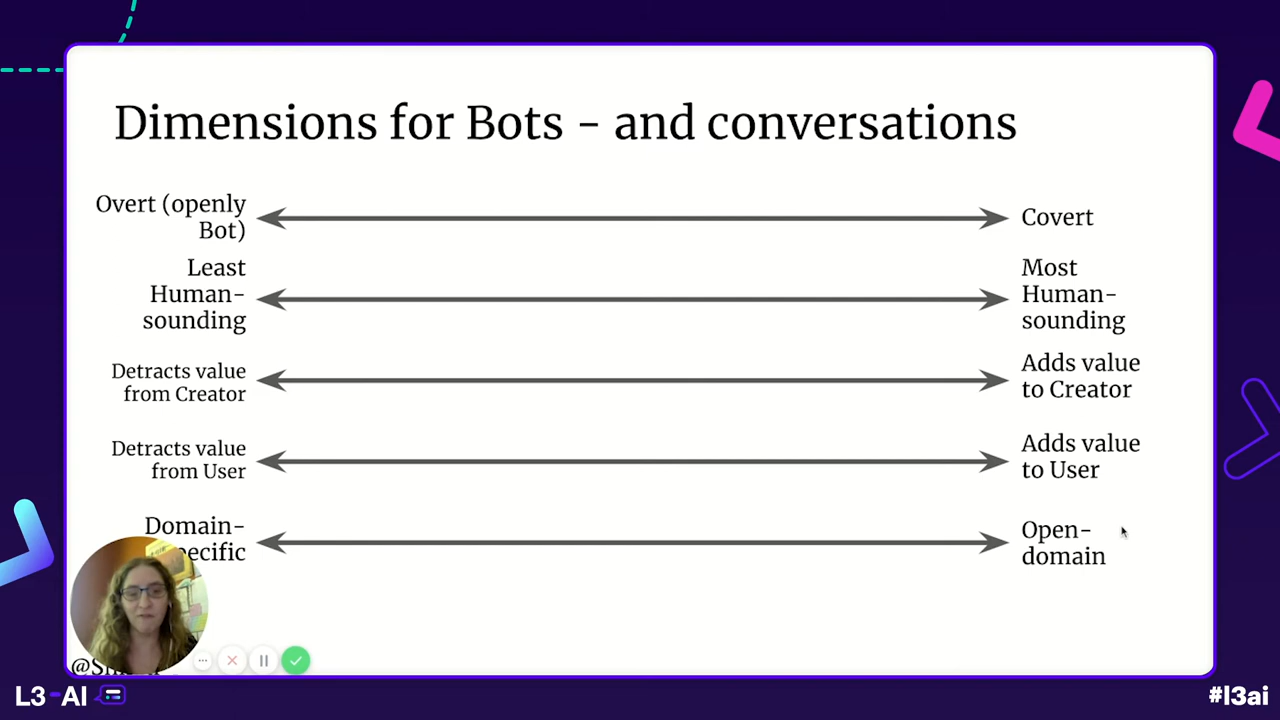 Dimensions for Bots - and conversations
Overt (openly
Bot)
Covert
Least
Human-
sounding
Most
Human-
sounding
Detracts value
from Creator
Adds value
to Creator
Detracts value
from User
Adds value
to User
Domain-
Open-
domain
L3-AI
#l3ai